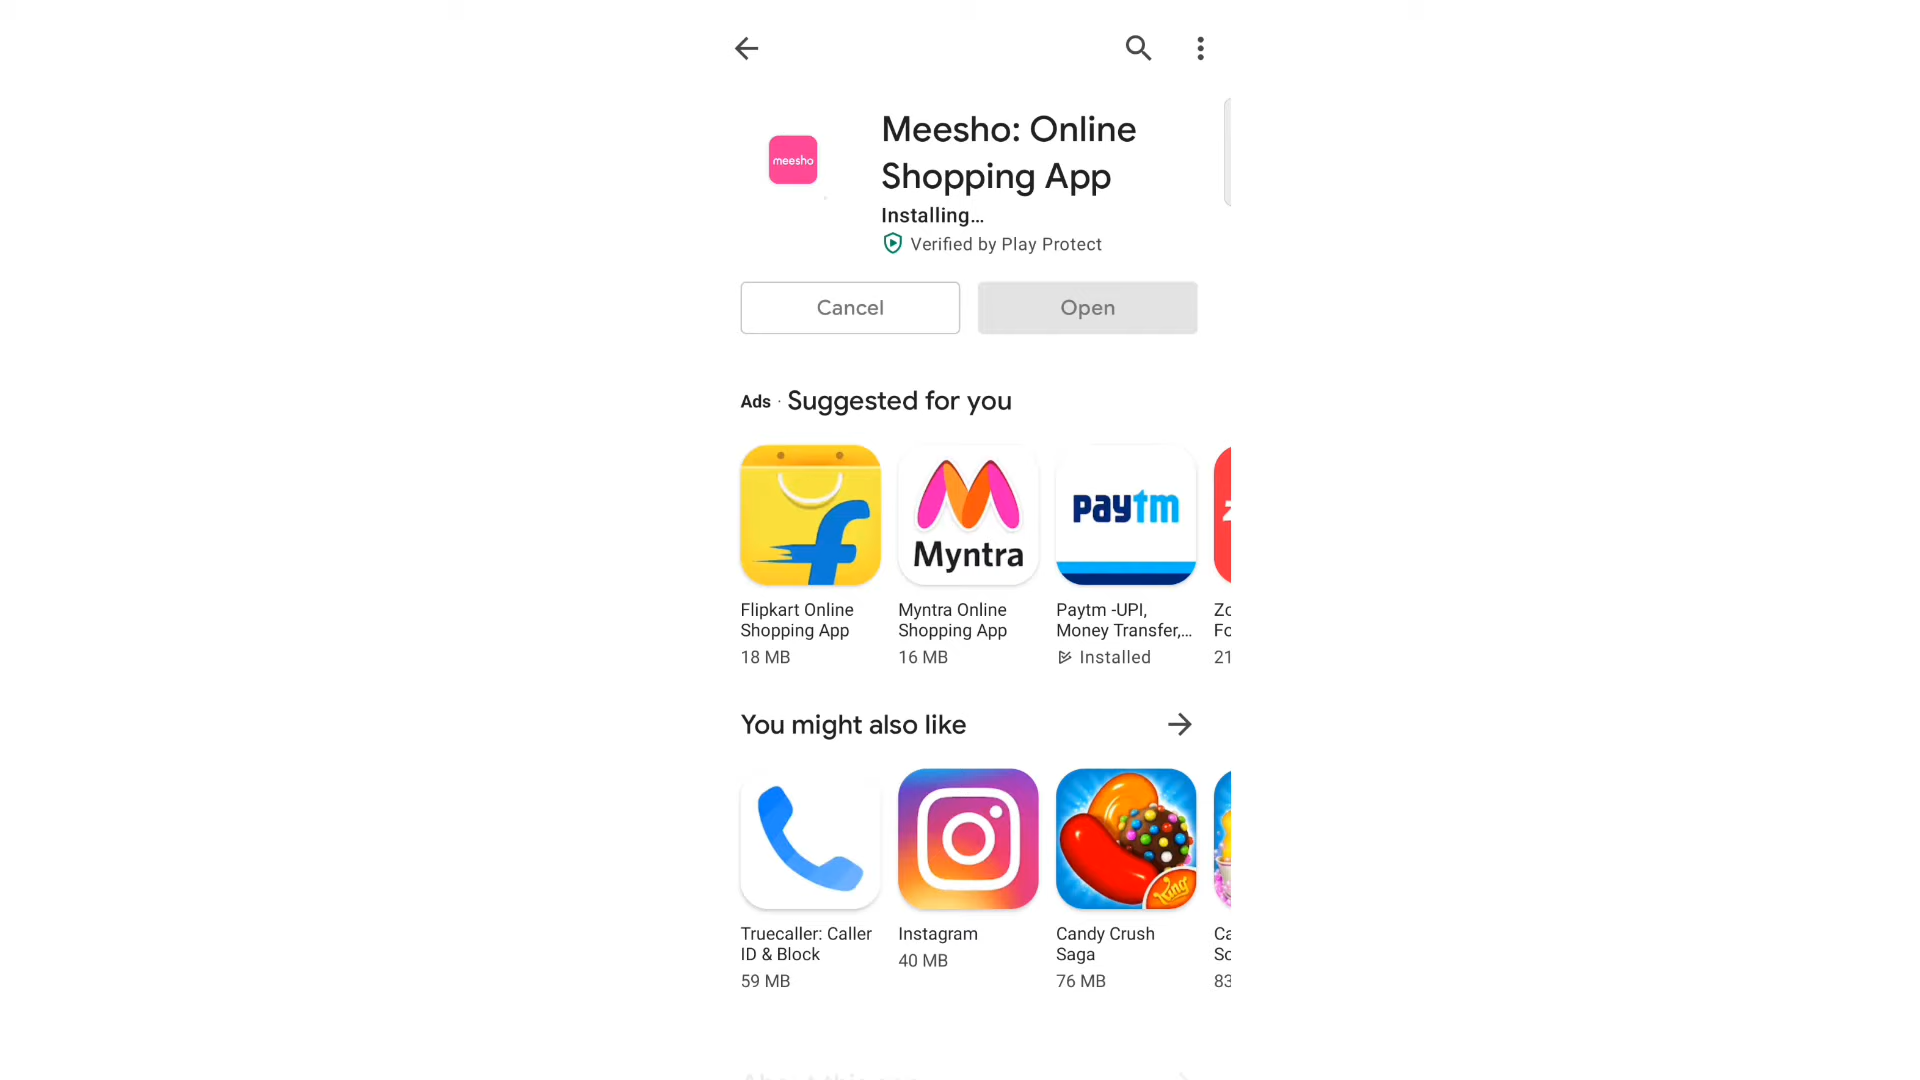 Meesho: Online
Shopping App
meesho
Installing...
Verified by Play Protect
Cancel
Open
Ads · Suggested for you
Myntra
paytm
Flipkart Online
Shopping App
18 MB
Myntra Online
Shopping App
16 MB
Paytm -UPI,
Money Transfer,...
Installed
Zo
Fo
21
You might also like
King
Truecaller: Caller
ID & Block
59 MB
Instagram
40 MB
Candy Crush
Saga
76 MB
Ca
So
83